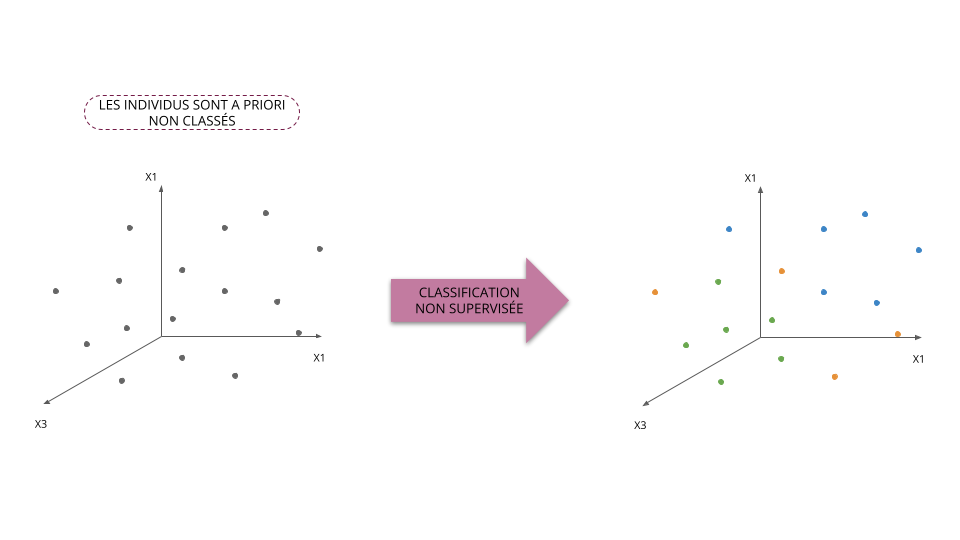 LES INDIVIDUS SONT A PRIORI
NON CLASSÉS
X1
X1
X3
CLASSIFICATION
NON SUPERVISÉE
X1
X1
X3